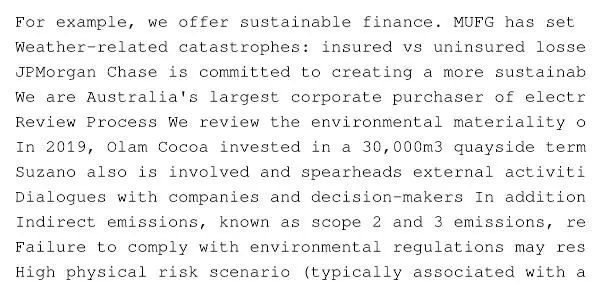 For example, we offer sustainable finance. MUFG has set
Weather-related catastrophes: insured vs uninsured losse
JPMorgan Chase is committed to creating a more sustainab
We are Australia's largest corporate purchaser of electr
Review Process We review the environmental materiality o
In 2019, Olam Cocoa invested in a 30,000m3 quayside term
Suzano also is involved and spearheads external activiti
Dialogues with companies and decision-makers In addition
Indirect emissions, known as scope 2 and 3 emissions, re
Failure to comply with environmental regulations may res
High physical risk scenario (typically associated with a